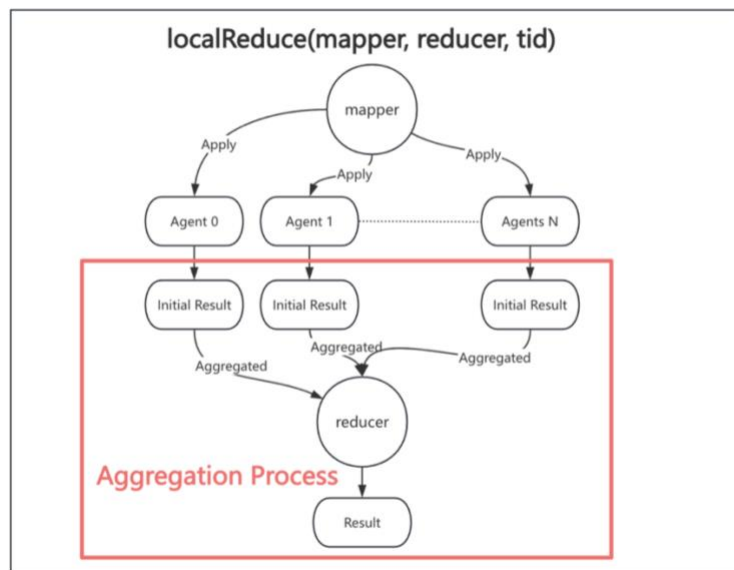 localReduce(mapper, reducer, tid)
mapper
Apply
Apply
Apply
Agent 0
Agent 1
Agents N
Initial Result
Initial Result
Initial Result
Aggregated
Aggregated
Aggregated
reducer
Aggregation Process
Result